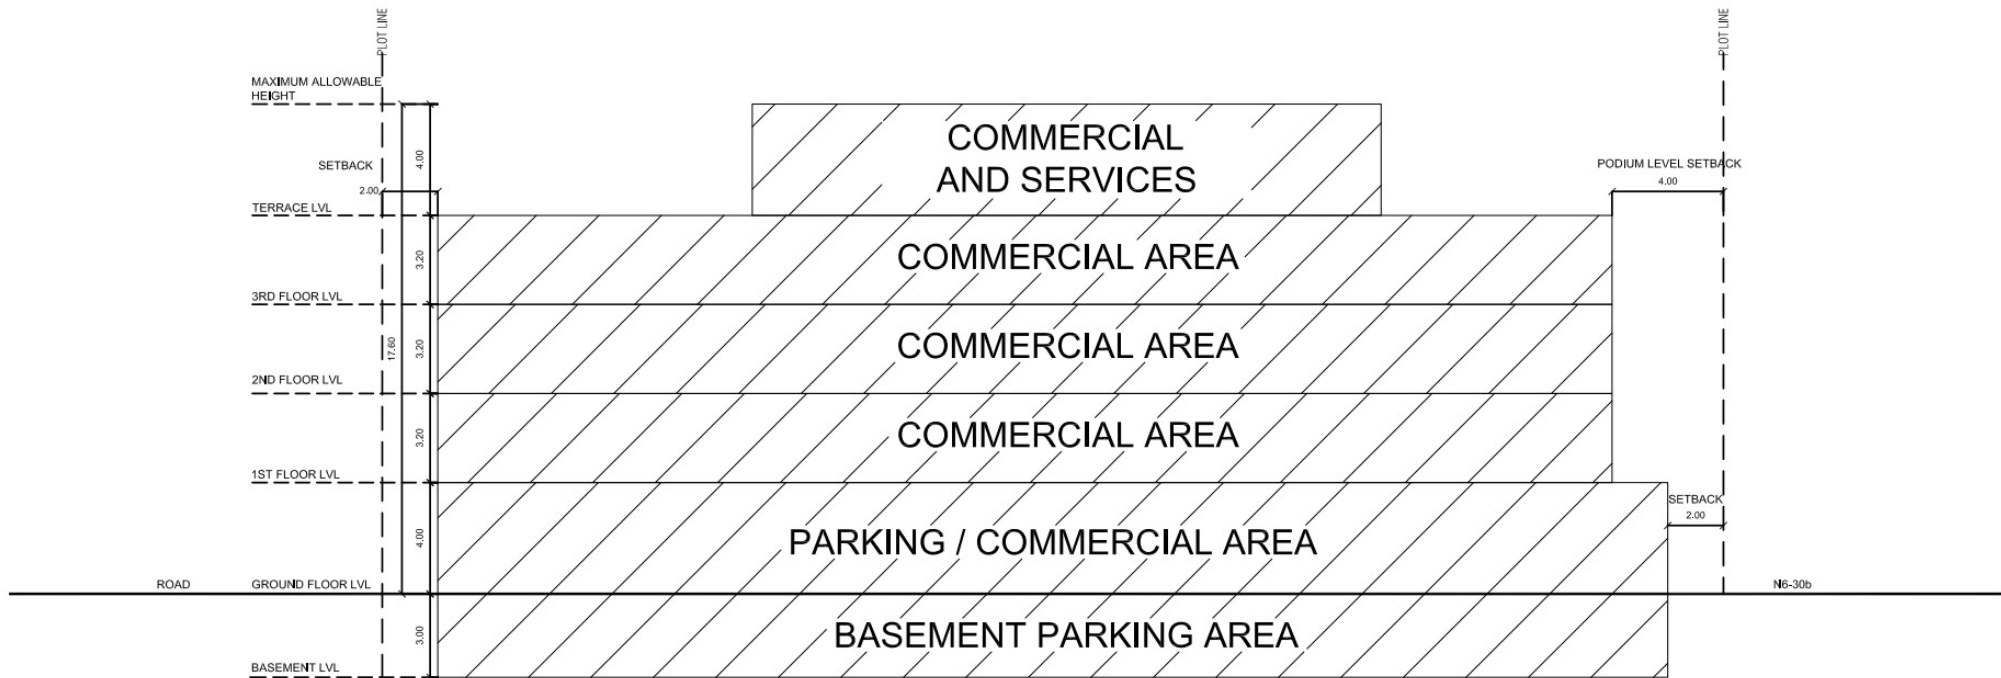 PLOT LINE
PLOT LINE
MAXIMUM ALLOWABLE
HEIGHT
4.00
COMMERCIAL
AND SERVICES
SETBACK
2.00
PODIUM LEVEL SETBACK
4.00
TERRACE LVL
3.20
COMMERCIAL AREA
3RD FLOOR LVL
17.60
3.20
COMMERCIAL AREA
2ND FLOOR LVL
3.20
COMMERCIAL AREA
1ST FLOOR LVL
SETBACK
2.00
4.00
PARKING / COMMERCIAL AREA
ROAD
GROUND FLOOR LVL
N6-30b
3.00
BASEMENT PARKING AREA
BASEMENT LVL